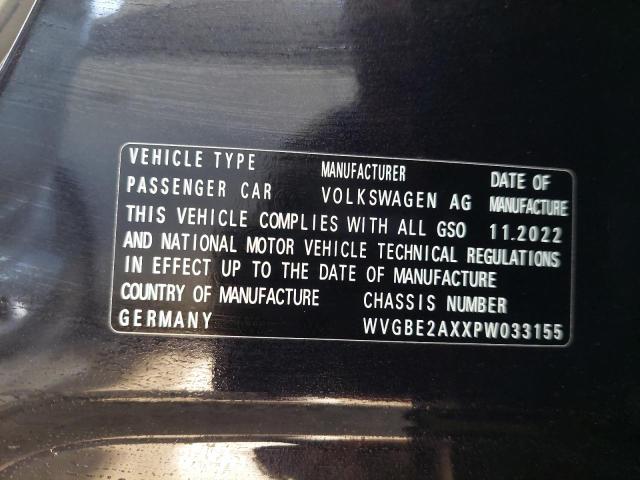 VEHICLE TYPE MANUFACTURER DATE OF
PASSENGER CAR VOLKSWAGEN AG MANUFACTURE
THIS VEHICLE COMPLIES WITH ALL GSO 11.2022
AND NATIONAL MOTOR VEHICLE TECHNICAL REGULATIONS
IN EFFECT UP TO THE DATE OF MANUFACTURE
COUNTRY OF MANUFACTURE CHASSIS NUMBER
GERMANY WVGBE2AXXPW033155